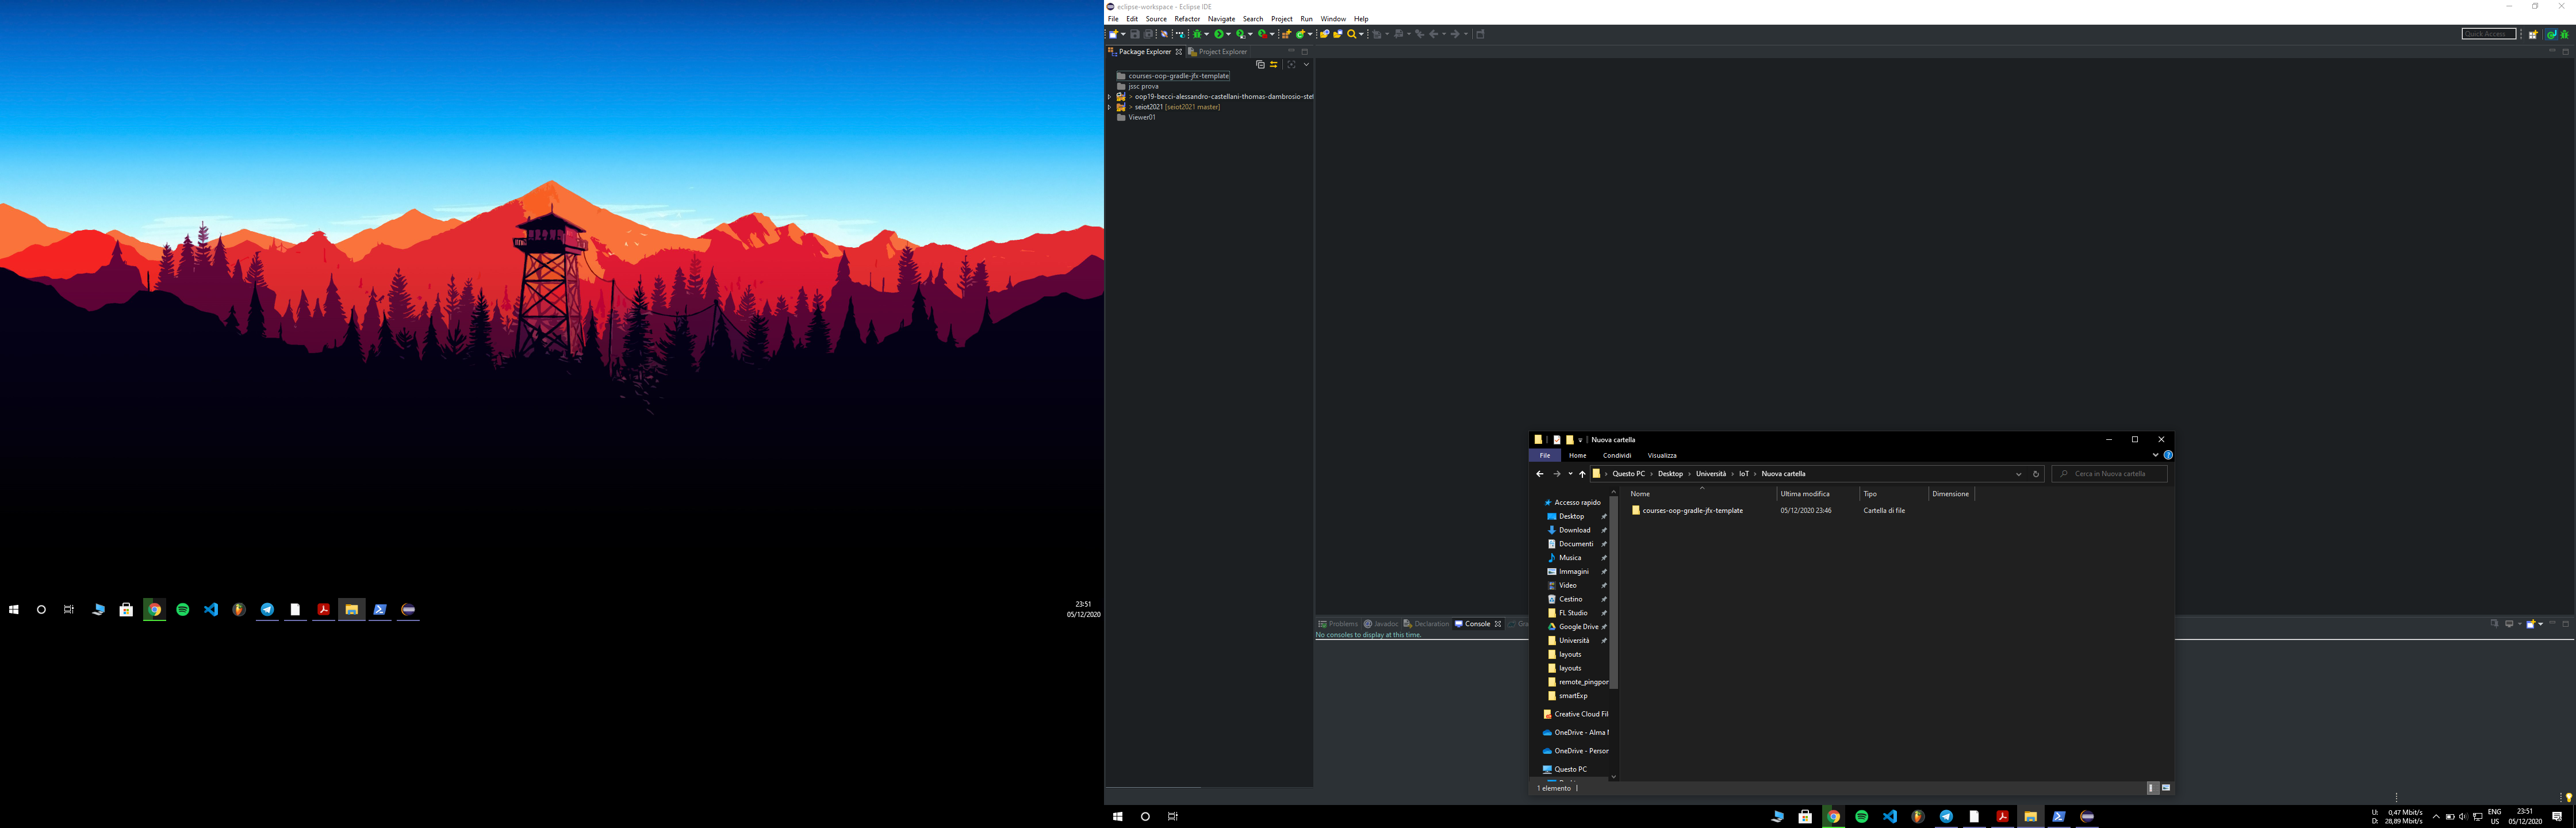 23:51
05/12/2020
eclipse-workspace - Eclipse IDE
File Edit Source Refactor Navigate Search Project Run Window Help
Quick Access
Package Explorer Project Explorer
courses-oop-gradle-jfx-template
jssc prova
> oop19-becci-alessandro-castellani-thomas-dambrosio-stef
> seiot2021 [seiot2021 master]
Viewer01
Problems Javadoc Declaration Console Gra
No consoles to display at this time.
Nuova cartella
File Home Condividi Visualizza
Questo PC > Desktop > Università > IoT > Nuova cartella
Cerca in Nuova cartella
Nome Ultima modifica Tipo Dimensione
courses-oop-gradle-jfx-template 05/12/2020 23:46 Cartella di file
Accesso rapido
Desktop
Download
Documenti
Musica
Immagini
Video
Cestino
FL Studio
Google Drive
Università
layouts
layouts
remote_pingpon
smartExp
Creative Cloud Fil
OneDrive - Alma
OneDrive - Person
Questo PC
1 elemento
U: 0,47 Mbit/s
D: 28,89 Mbit/s
ENG
US
23:51
05/12/2020